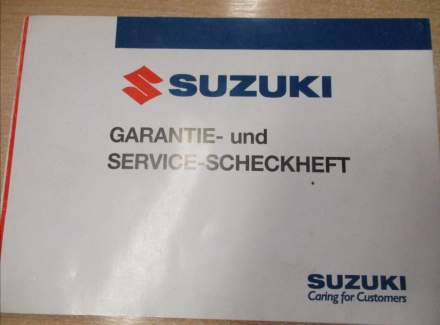 SUZUKI
GARANTIE- und
SERVICE-SCHECKHEFT
SUZUKI
Caring for Customers